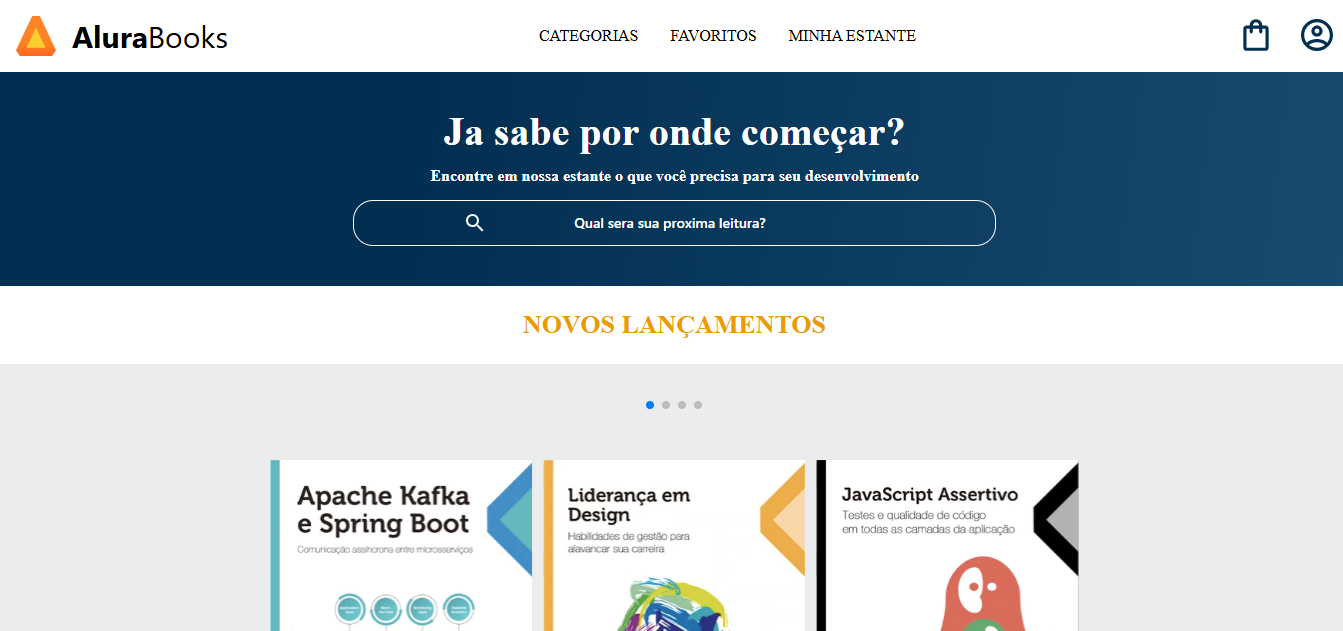 AluraBooks
CATEGORIAS
FAVORITOS
MINHA ESTANTE
Ja sabe por onde começar?
Encontre em nossa estante o que você precisa para seu desenvolvimento
Qual sera sua proxima leitura?
NOVOS LANÇAMENTOS
Apache Kafka
e Spring Boot
Comunicação assíncrona entre microsserviços
Liderança em
Design
Habilidades de gestão para
alavancar sua carreira
JavaScript Assertivo
Testes e qualidade de código
em todas as camadas da aplicação